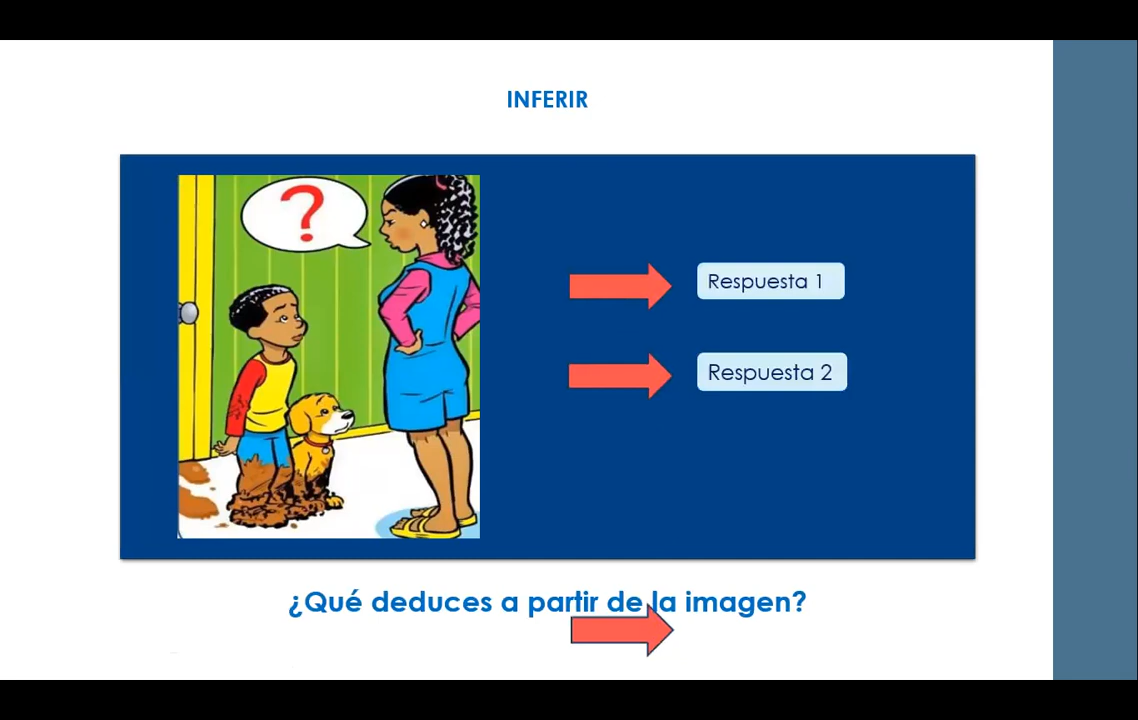 INFERIR
?
Respuesta 1
Respuesta 2
¿Qué deduces a partir de la imagen?